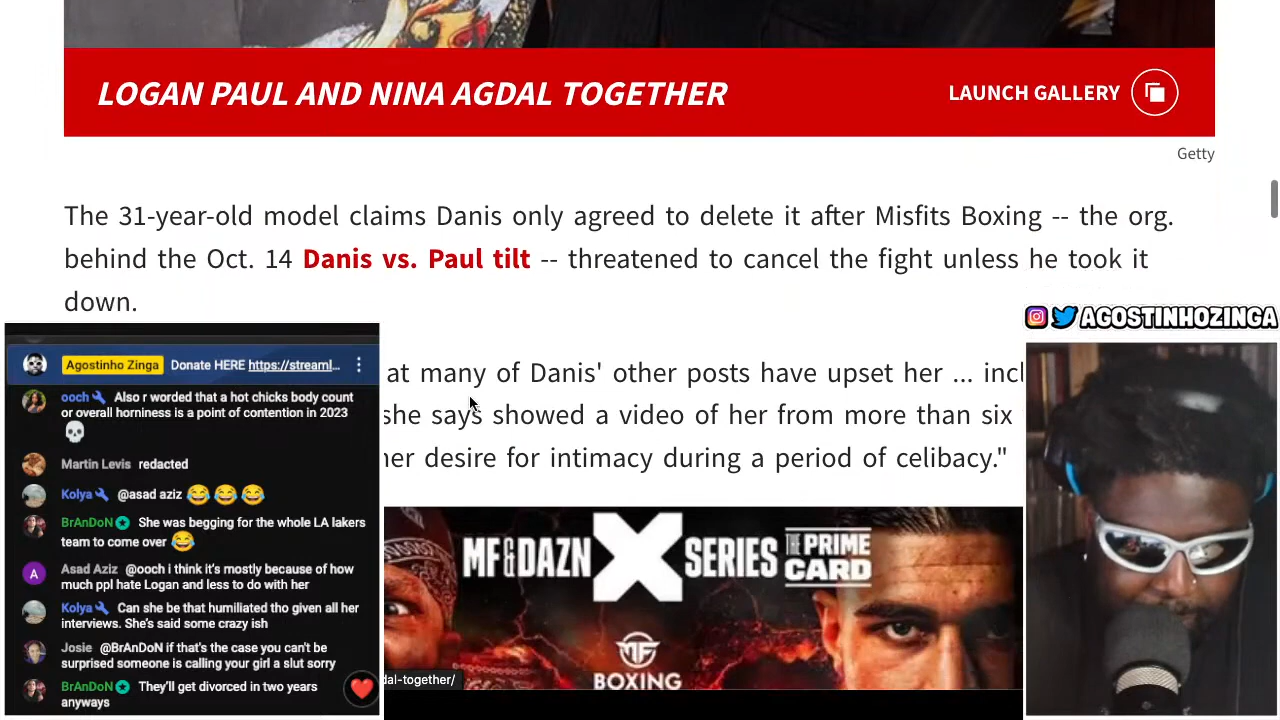 LOGAN PAUL AND NINA AGDAL TOGETHER
LAUNCH GALLERY
Getty
The 31-year-old model claims Danis only agreed to delete it after Misfits Boxing -- the org.
behind the Oct. 14 Danis vs. Paul tilt -- threatened to cancel the fight unless he took it
down.
at many of Danis' other posts have upset her ... incl
she says showed a video of her from more than six
her desire for intimacy during a period of celibacy."
AGOSTINHOZINGA
Agostinho Zinga Donate HERE https://streaml...
ooch Also r worded that a hot chicks body count
or overall horniness is a point of contention in 2023
💀
Martin Levis redacted
Kolya @asad aziz 😂😂😂
BrAnDoN She was begging for the whole LA lakers
team to come over 😂
A Asad Aziz @ooch i think it's mostly because of how
much ppl hate Logan and less to do with her
Kolya Can she be that humiliated tho given all her
interviews. She's said some crazy ish
Josie @BrAnDoN if that's the case you can't be
surprised someone is calling your girl a slut sorry
BrAnDoN They'll get divorced in two years
anyways
MF&DAZN X SERIES THE PRIME CARD
MF
BOXING
dal-together/